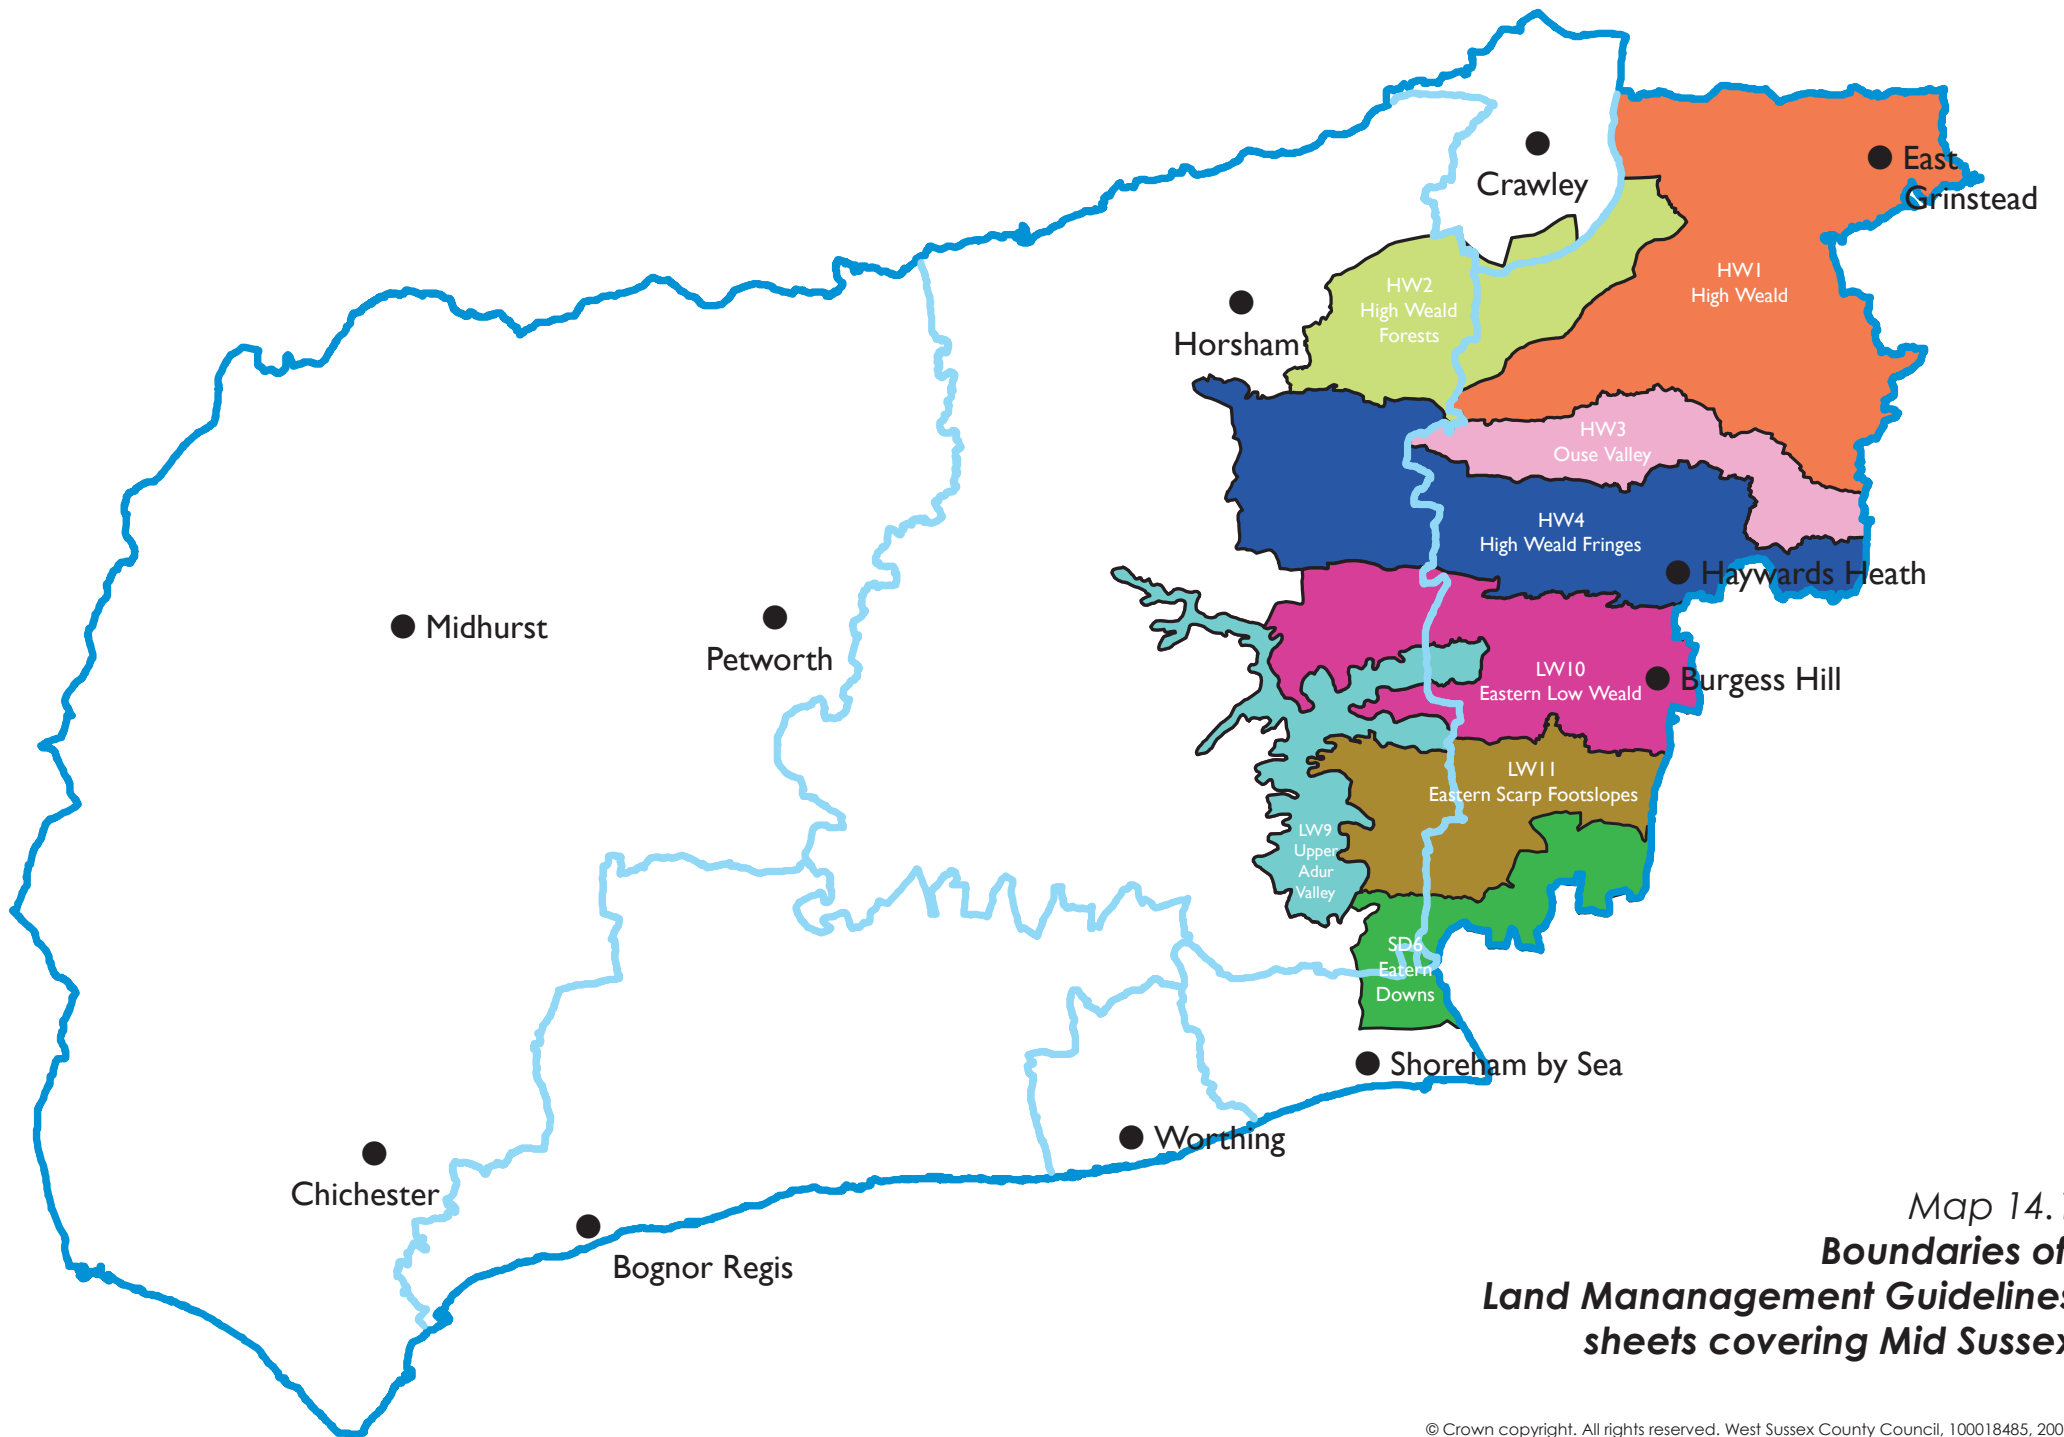 Crawley
East
Grinstead
HW1
High Weald
HW2
High Weald
Forests
Horsham
HW3
Ouse Valley
HW4
High Weald Fringes
Haywards Heath
Midhurst
Petworth
LW10
Eastern Low Weald
Burgess Hill
LW11
Eastern Scarp Footslopes
LW9
Upper
Adur
Valley
SD6
Eatern
Downs
Shoreham by Sea
Worthing
Chichester
Bognor Regis
Map 14.
Boundaries of
Land Mananagement Guidelines
sheets covering Mid Sussex
© Crown copyright. All rights reserved. West Sussex County Council, 100018485, 200